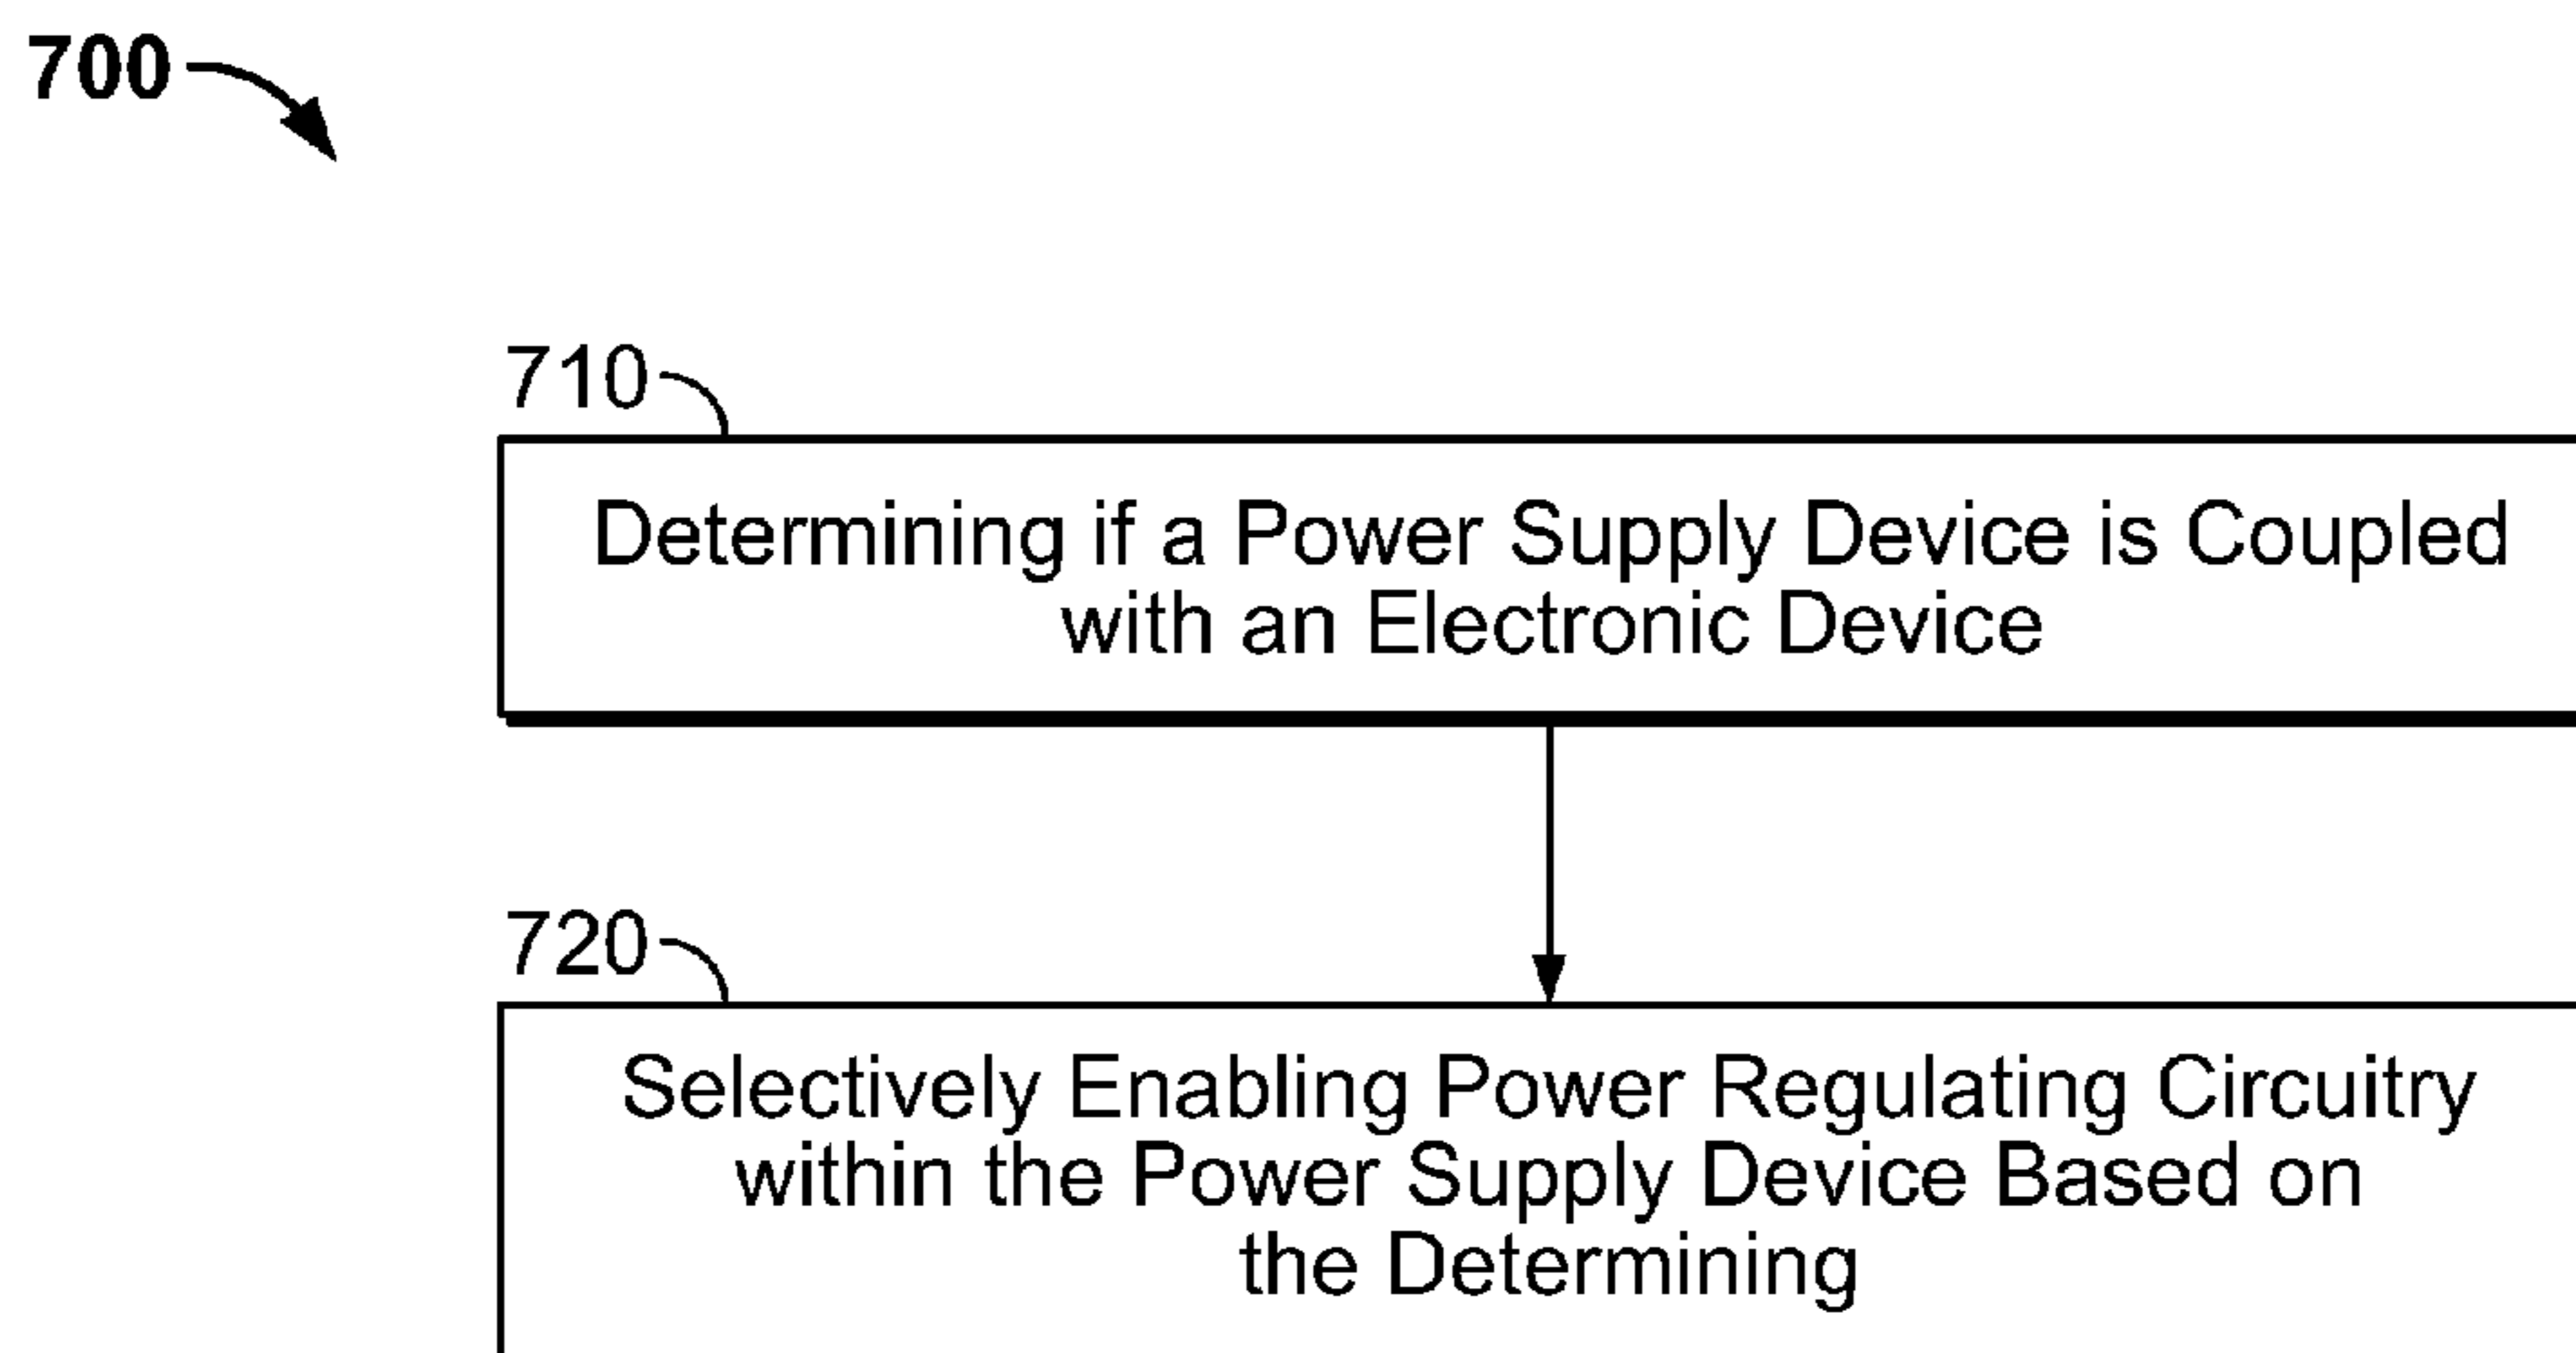 700
710
Determining if a Power Supply Device is Coupled
with an Electronic Device
720
Selectively Enabling Power Regulating Circuitry
within the Power Supply Device Based on
the Determining